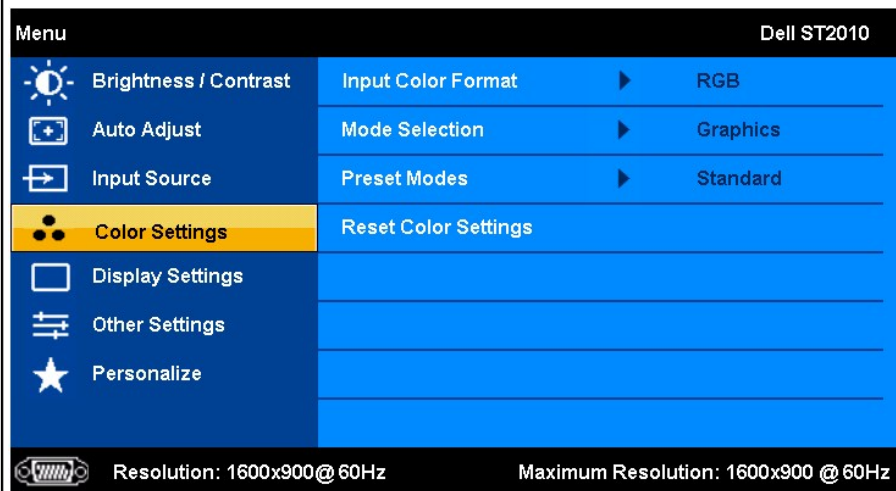 Menu Dell ST2010
Brightness / Contrast Input Color Format RGB
Auto Adjust Mode Selection Graphics
Input Source Preset Modes Standard
Color Settings Reset Color Settings
Display Settings
Other Settings
Personalize
Resolution: 1600x900@60Hz Maximum Resolution: 1600x900 @60Hz